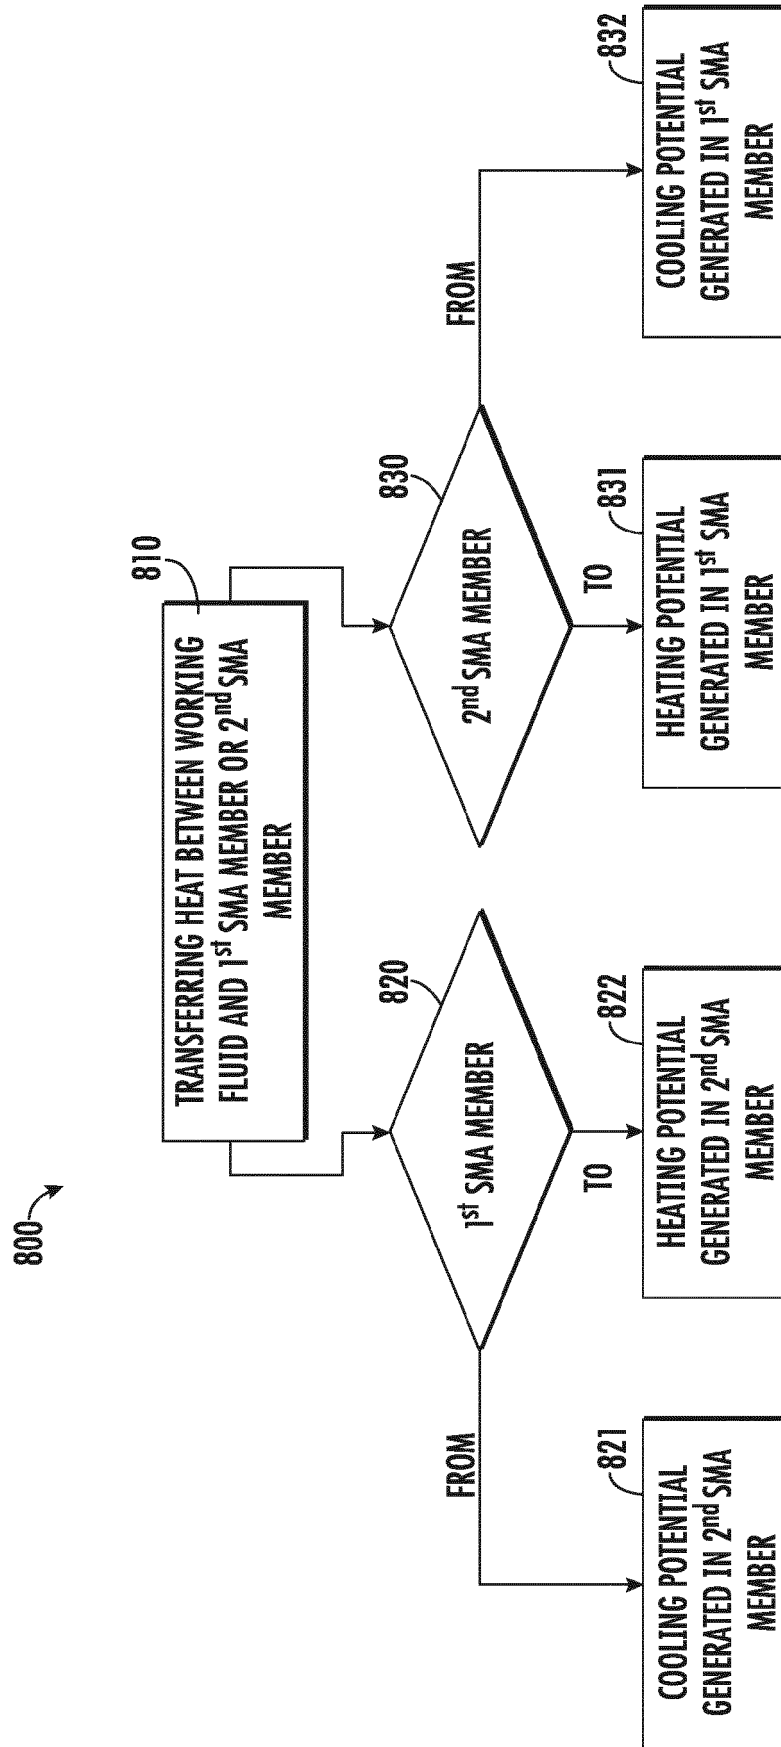 800
810
TRANSFERRING HEAT BETWEEN WORKING
FLUID AND 1st SMA MEMBER OR 2nd SMA
MEMBER
820
1st SMA MEMBER
830
2nd SMA MEMBER
FROM
TO
TO
FROM
821
COOLING POTENTIAL
GENERATED IN 2nd SMA
MEMBER
822
HEATING POTENTIAL
GENERATED IN 2nd SMA
MEMBER
831
HEATING POTENTIAL
GENERATED IN 1st SMA
MEMBER
832
COOLING POTENTIAL
GENERATED IN 1st SMA
MEMBER